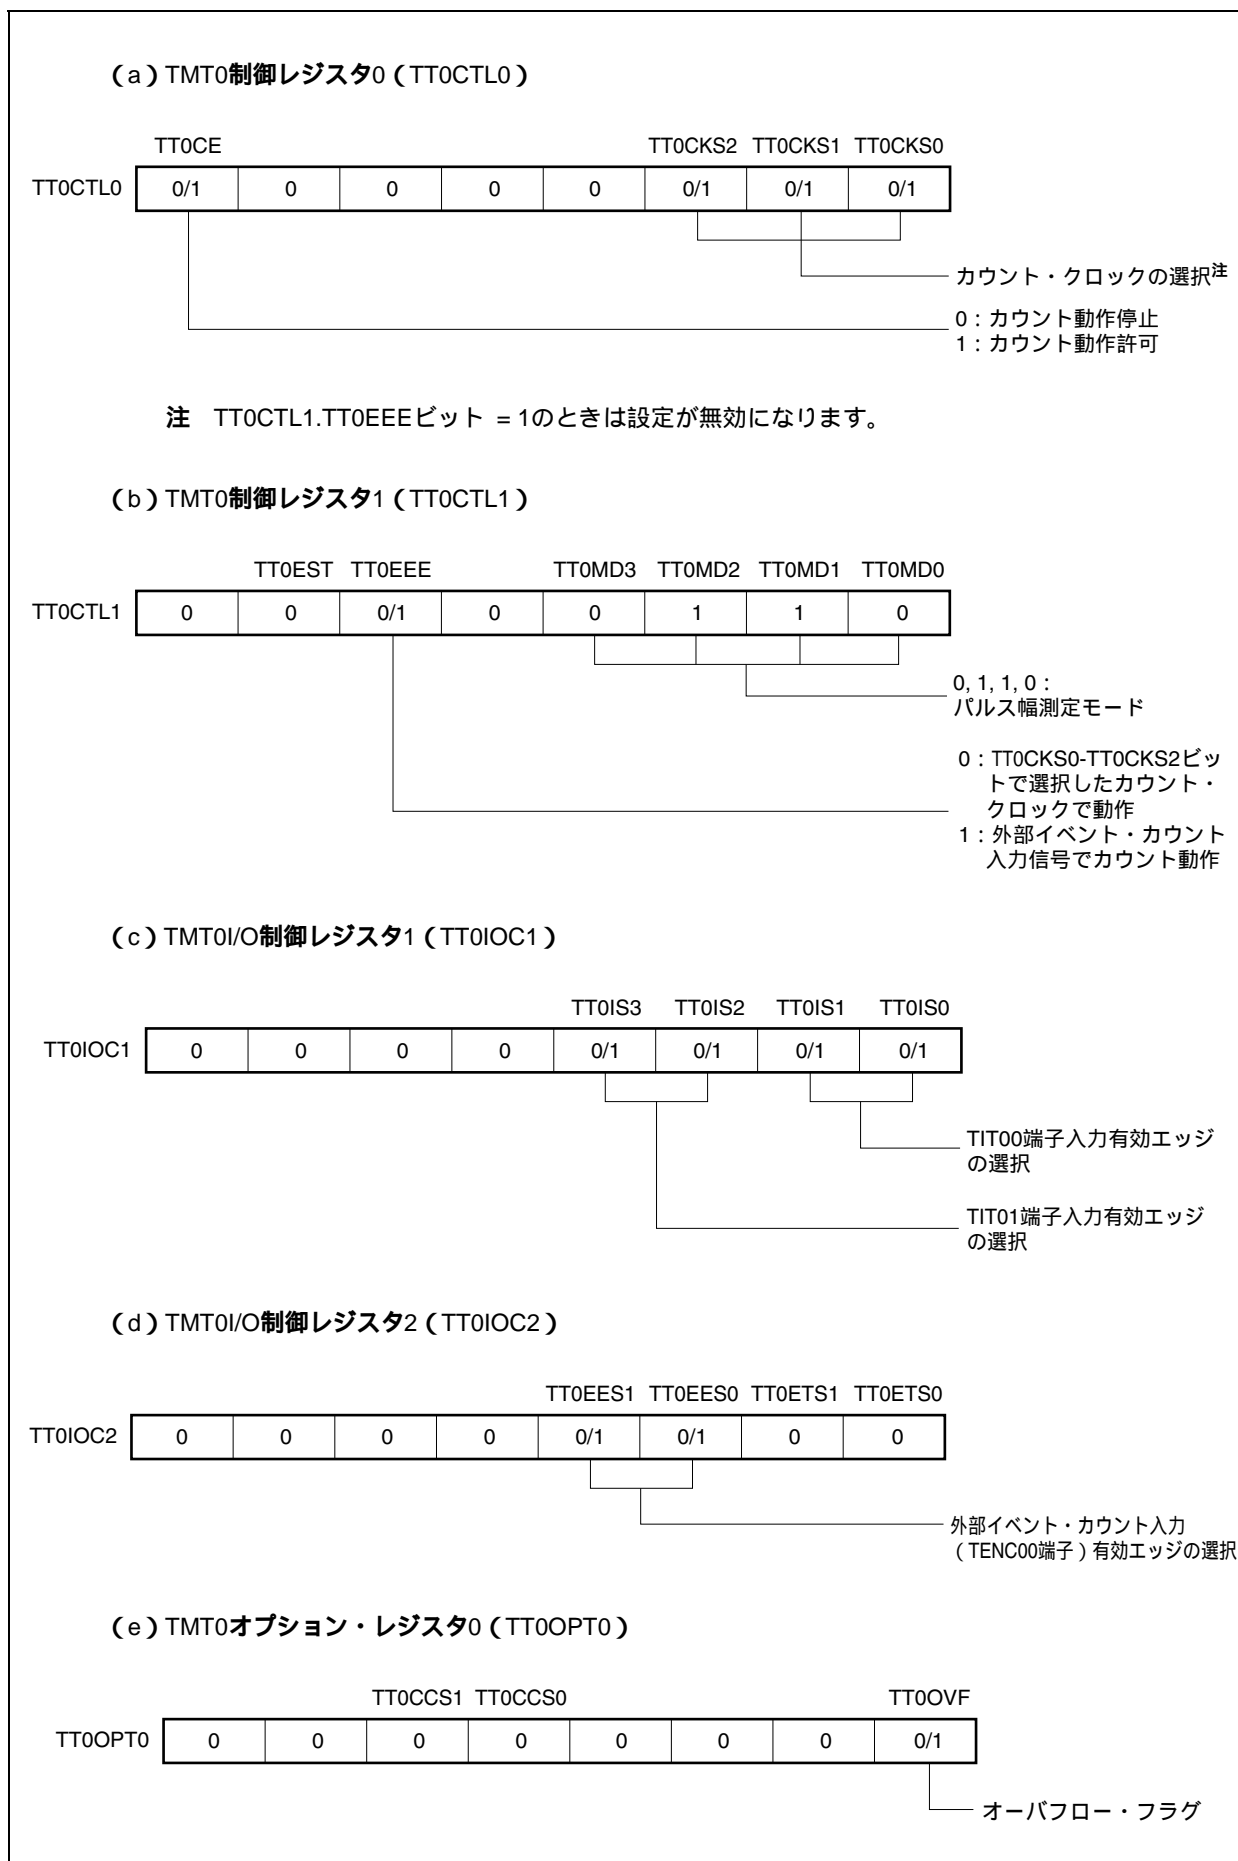 (a) TMT0制御レジスタ0(TT0CTL0)
TT0CE TT0CKS2 TT0CKS1 TT0CKS0
TT0CTL0 0/1 0 0 0 0 0/1 0/1 0/1
カウント・クロックの選択注
0:カウント動作停止
1:カウント動作許可
注 TT0CTL1.TT0EEEビット = 1のときは設定が無効になります。
(b) TMT0制御レジスタ1(TT0CTL1)
TT0EST TT0EEE TT0MD3 TT0MD2 TT0MD1 TT0MD0
TT0CTL1 0 0 0/1 0 0 1 1 0
0, 1, 1, 0:
パルス幅測定モード
0:TT0CKS0-TT0CKS2ビッ
トで選択したカウント・
クロックで動作
1:外部イベント・カウント
入力信号でカウント動作
(c) TMT0I/O制御レジスタ1(TT0IOC1)
TT0IS3 TT0IS2 TT0IS1 TT0IS0
TT0IOC1 0 0 0 0 0/1 0/1 0/1 0/1
TIT00端子入力有効エッジ
の選択
TIT01端子入力有効エッジ
の選択
(d) TMT0I/O制御レジスタ2(TT0IOC2)
TT0EES1 TT0EES0 TT0ETS1 TT0ETS0
TT0IOC2 0 0 0 0 0/1 0/1 0 0
外部イベント・カウント入力
(TENC00端子)有効エッジの選択
(e) TMT0オプション・レジスタ0(TT0OPT0)
TT0CCS1 TT0CCS0 TT0OVF
TT0OPT0 0 0 0 0 0 0 0 0/1
オーバフロー・フラグ